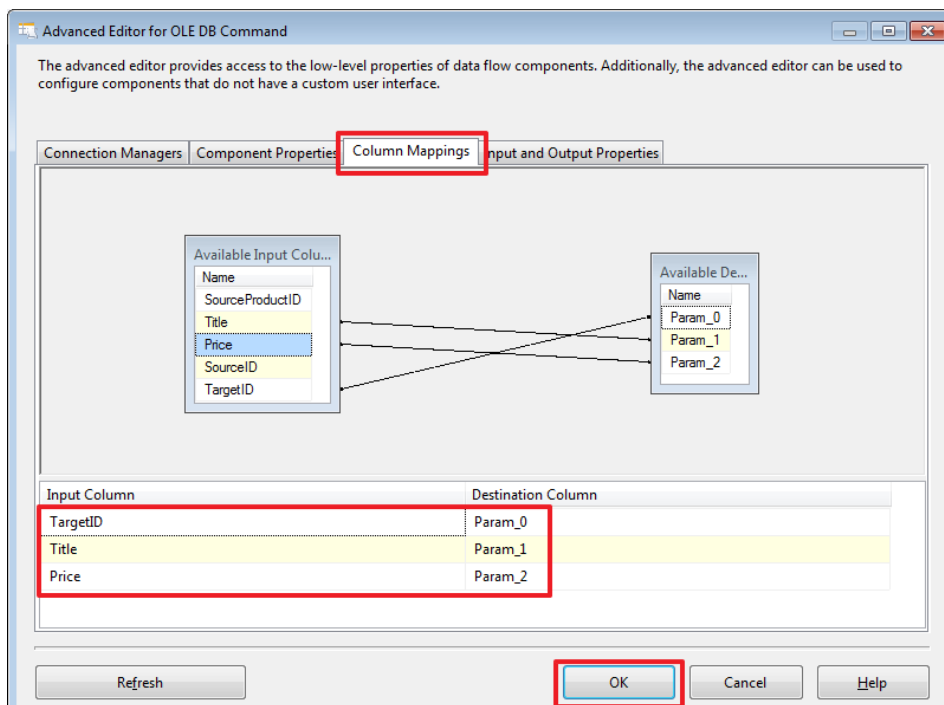 Advanced Editor for OLE DB Command
The advanced editor provides access to the low-level properties of data flow components. Additionally, the advanced editor can be used to
configure components that do not have a custom user interface.
Connection Managers Component Properties Column Mappings nput and Output Properties
Available Input Colu...
Name
SourceProductID
Title
Price
SourceID
TargetID
Available De...
Name
Param_0
Param_1
Param_2
Input Column Destination Column
TargetID Param_0
Title Param_1
Price Param_2
Refresh OK Cancel Help